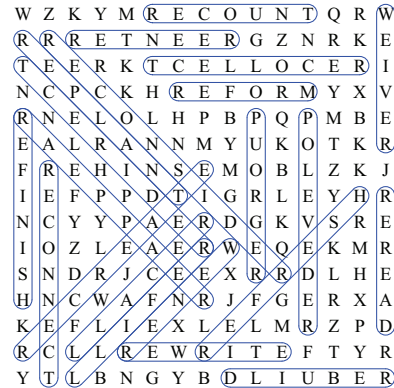 W Z K Y M R E C O U N T Q R W
R R R E T N E E R G Z N R K E
T E E R K T C E L L O C E R I
N C P C K H R E F O R M Y X V
R N E L O L H P B P Q P M B E
E A L R A N N M Y U K O T K R
F R E H I N S E M O B L Z K J
I E F P P D T I G R L E Y H R
N C Y Y P A E R D G K V S R E
I O Z L E A E R W E Q E K M R
S N D R J C E E X R R D L H E
H N C W A F N R J F G E R X A
K E F L I E X L E L M R Z P D
R C L L R E W R I T E F T Y R
Y T L B N G Y B D L I U B E R